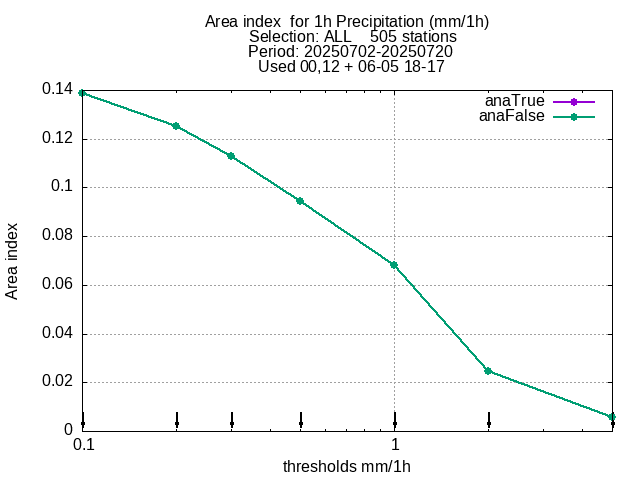 Area index  for 1h Precipitation (mm/1h)
Selection: ALL    505 stations
Period: 20250702-20250720
Used 00,12 + 06-05 18-17
anaTrue
anaFalse
0.14
0.12
0.1
0.08
0.06
0.04
0.02
0
Area index
0.1
1
thresholds mm/1h